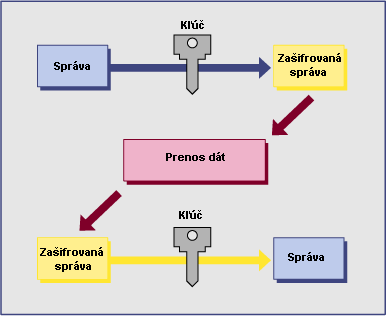 Kľúč
Správa
Zašifrovaná
správa
Prenos dát
Kľúč
Zašifrovaná
správa
Správa